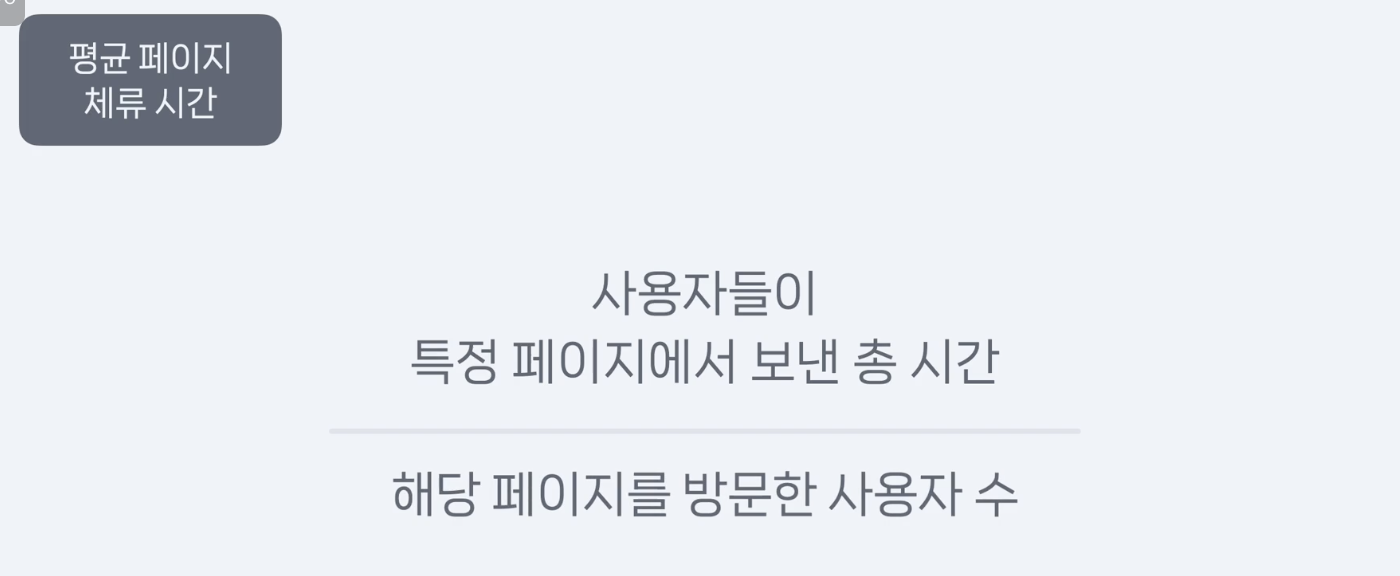 평균 페이지
체류 시간
사용자들이
특정 페이지에서 보낸 총 시간
해당 페이지를 방문한 사용자 수